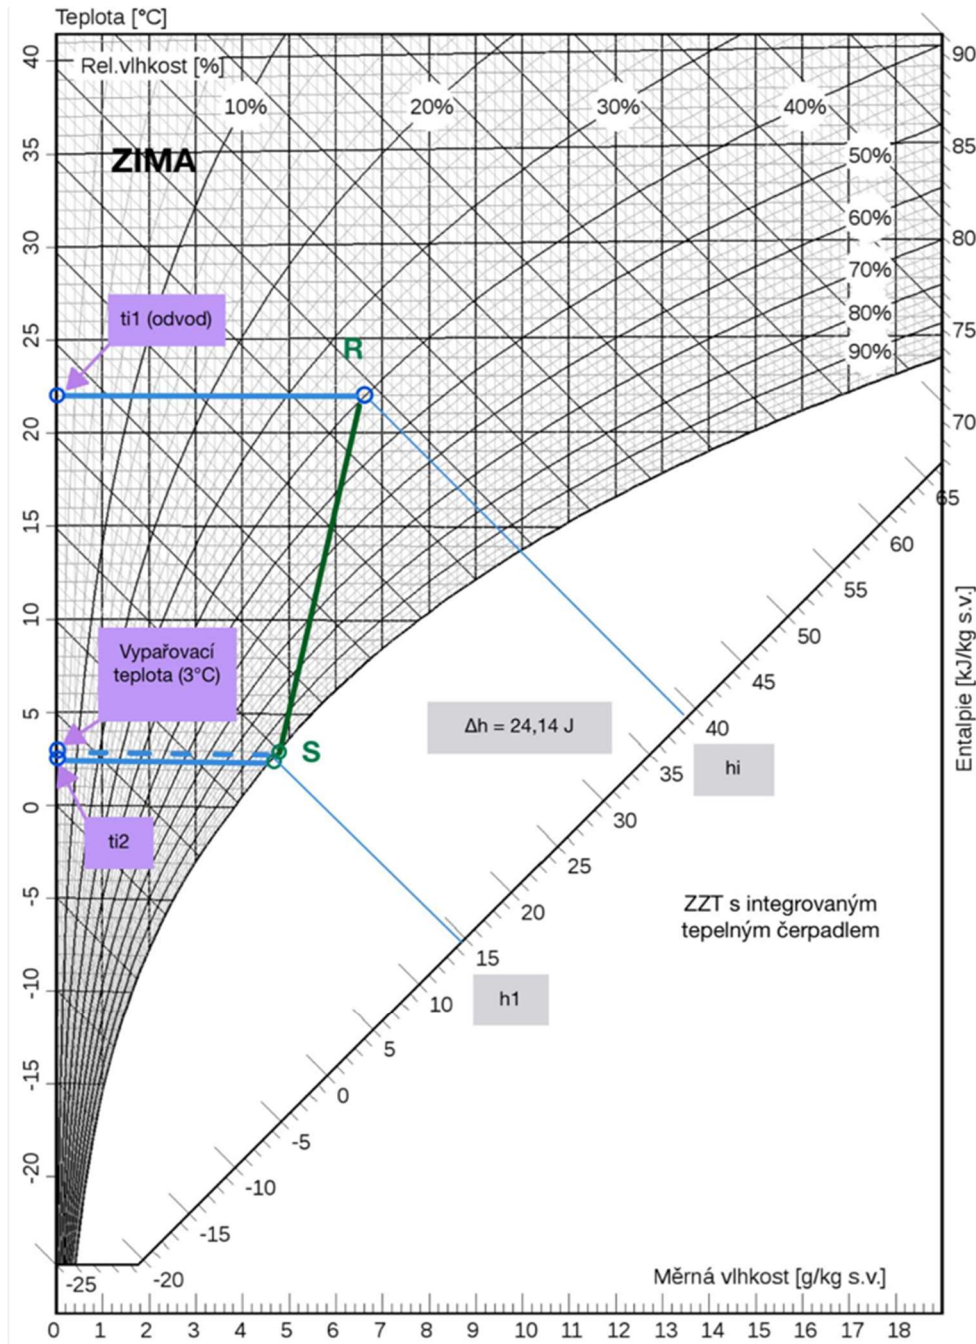 Teplota [°C]
Rel.vlhkost [%]
10%
20%
30%
40%
50%
60%
70%
80%
90%
ZIMA
40
35
30
25
20
15
10
5
0
-5
-10
-15
-20
90
85
80
75
70
65
60
55
50
45
40
35
30
25
20
15
10
5
0
-5
-10
-15
-20
-25
ti1 (odvod)
R
Vypařovací
teplota (3°C)
S
ti2
Δh = 24,14 J
hi
h1
ZZT s integrovaným
tepelným čerpadlem
Entalpie [kJ/kg s.v.]
Měrná vlhkost [g/kg s.v.]
0 1 2 3 4 5 6 7 8 9 10 11 12 13 14 15 16 17 18